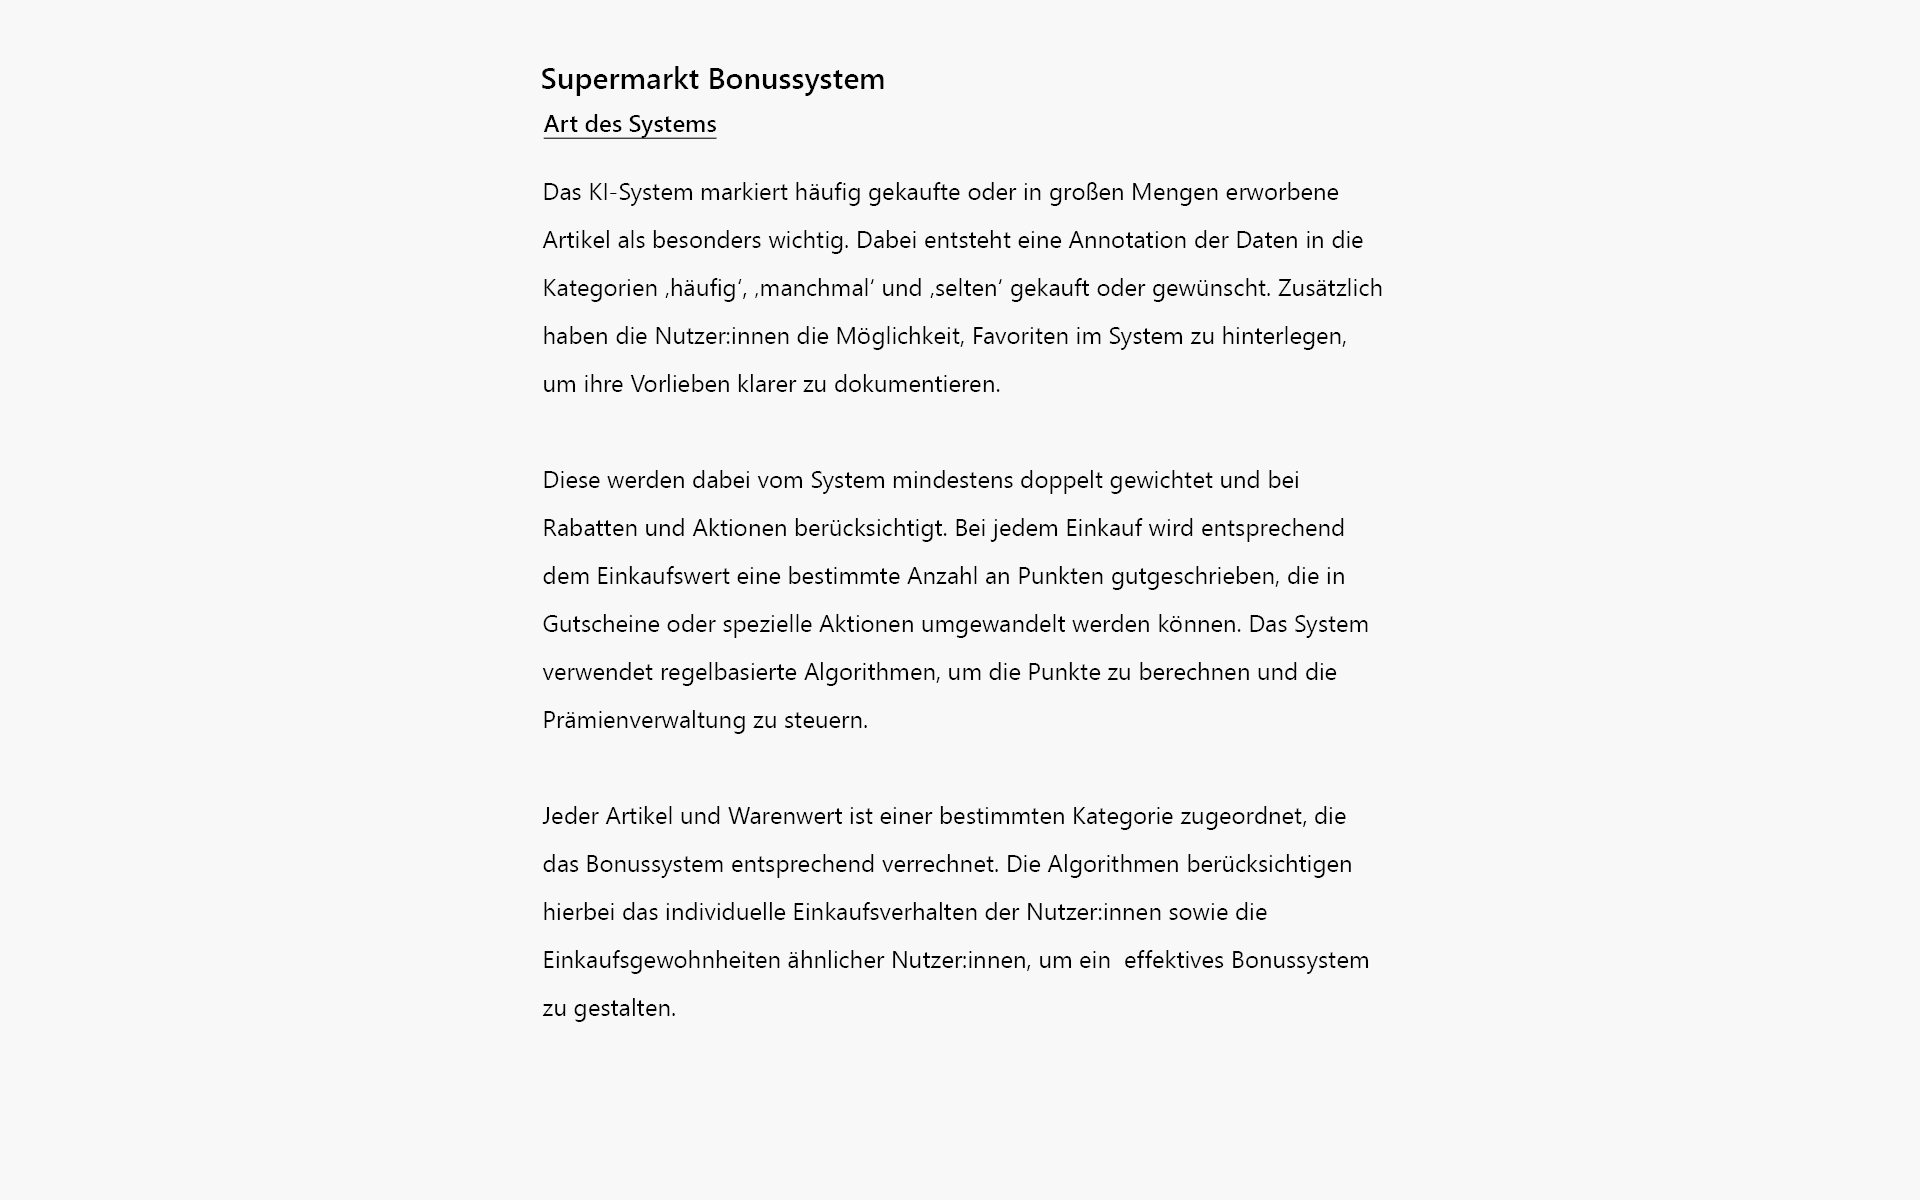 Supermarkt Bonussystem
Art des Systems
Das KI-System markiert häufig gekaufte oder in großen Mengen erworbene
Artikel als besonders wichtig. Dabei entsteht eine Annotation der Daten in die
Kategorien ‚häufig‘, ‚manchmal‘ und ‚selten‘ gekauft oder gewünscht. Zusätzlich
haben die Nutzer:innen die Möglichkeit, Favoriten im System zu hinterlegen,
um ihre Vorlieben klarer zu dokumentieren.
Diese werden dabei vom System mindestens doppelt gewichtet und bei
Rabatten und Aktionen berücksichtigt. Bei jedem Einkauf wird entsprechend
dem Einkaufswert eine bestimmte Anzahl an Punkten gutgeschrieben, die in
Gutscheine oder spezielle Aktionen umgewandelt werden können. Das System
verwendet regelbasierte Algorithmen, um die Punkte zu berechnen und die
Prämienverwaltung zu steuern.
Jeder Artikel und Warenwert ist einer bestimmten Kategorie zugeordnet, die
das Bonussystem entsprechend verrechnet. Die Algorithmen berücksichtigen
hierbei das individuelle Einkaufsverhalten der Nutzer:innen sowie die
Einkaufsgewohnheiten ähnlicher Nutzer:innen, um ein  effektives Bonussystem
zu gestalten.